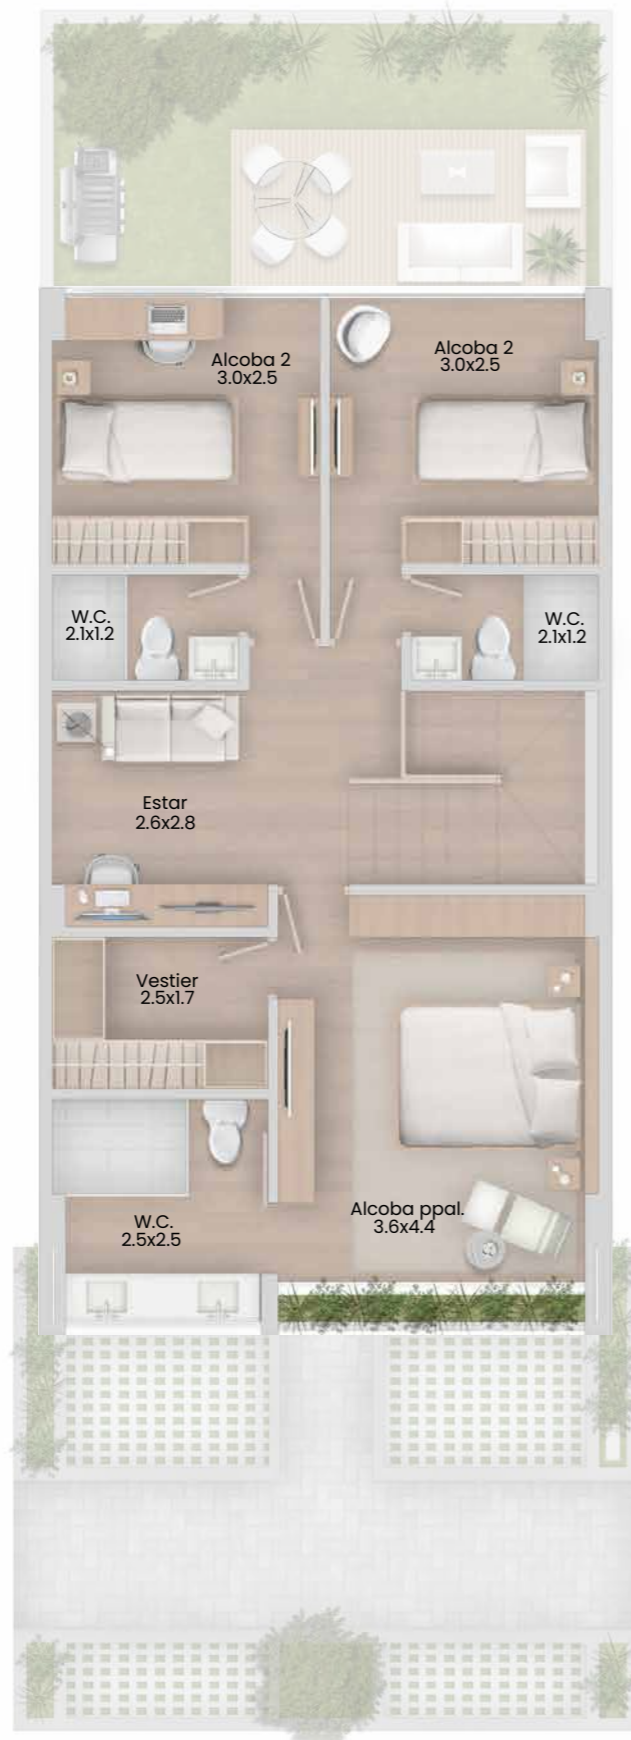 Alcoba 2
3.0x2.5
Alcoba 2
3.0x2.5
W.C.
2.1x1.2
W.C.
2.1x1.2
Estar
2.6x2.8
Vestier
2.5x1.7
Alcoba ppal.
3.6x4.4
W.C.
2.5x2.5